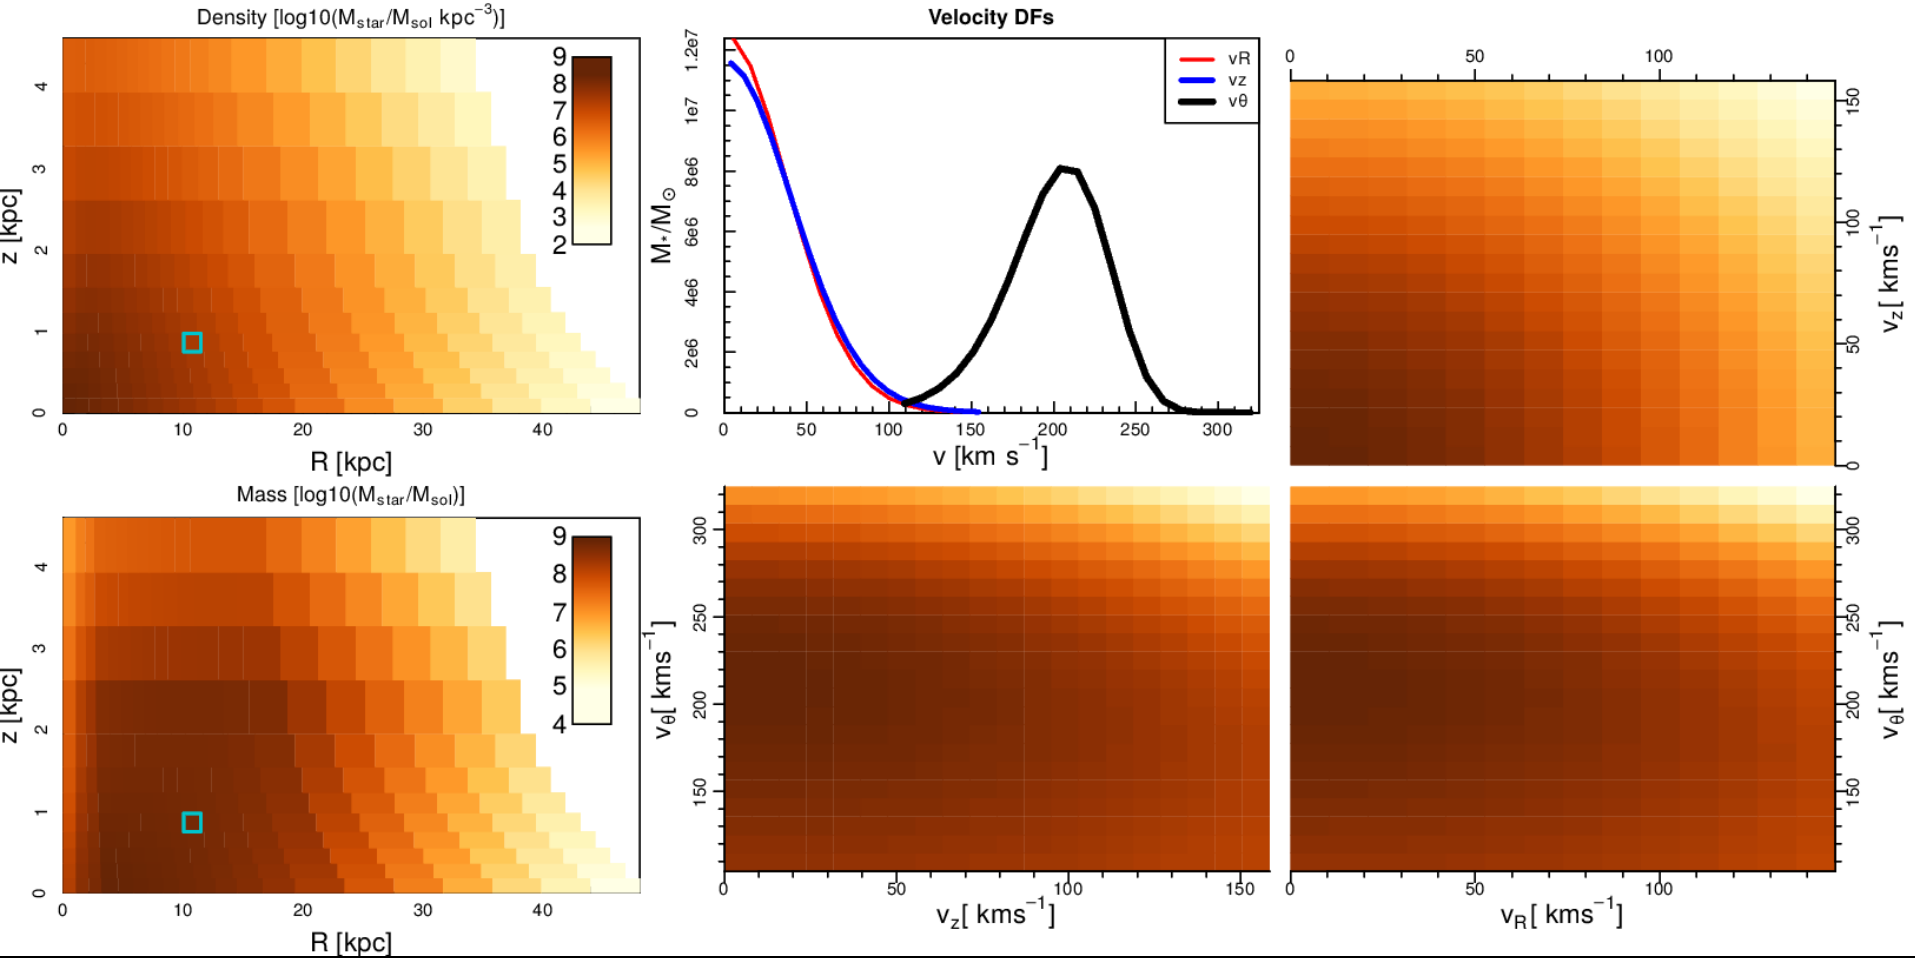 Density [log10(Mstar/Msol kpc−3)]
9
8
7
6
5
4
3
2
z [kpc]
0 1 2 3 4
0 10 20 30 40
R [kpc]
Velocity DFs
vR
vz
vθ
M*/M⊙
0 2e6 4e6 6e6 8e6 1e7 1.2e7
0 50 100 150 200 250 300
v [km s−1]
0 50 100
0 50 100 150
vz[ kms−1]
Mass [log10(Mstar/Msol)]
9
8
7
6
5
4
z [kpc]
0 1 2 3 4
0 10 20 30 40
R [kpc]
vθ[ kms−1]
150 200 250 300
0 50 100 150
vz[ kms−1]
0 50 100
vR[ kms−1]
150 200 250 300
vθ[ kms−1]